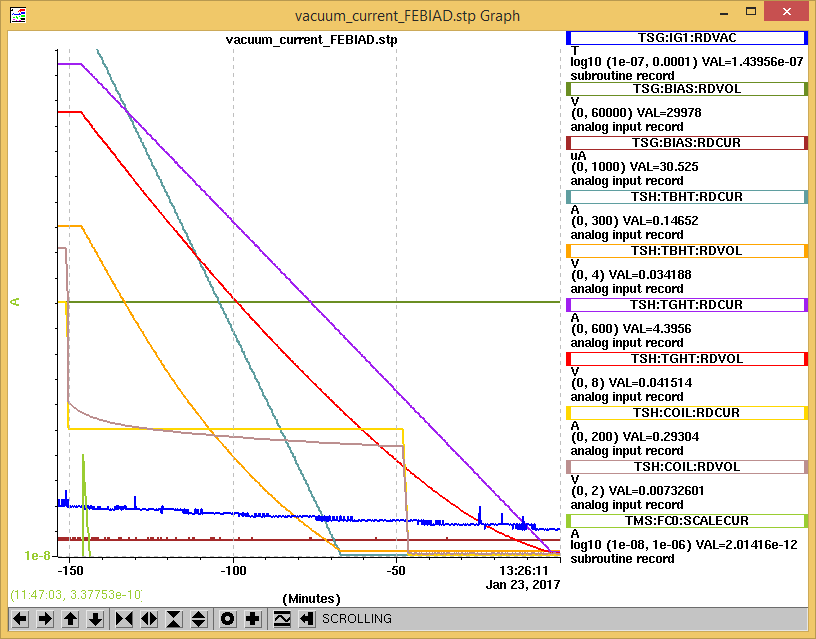 vacuum_current_FEBIAD.stp Graph
vacuum_current_FEBIAD.stp
A
1e-8
-150
-100
-50
13:26:11
Jan 23, 2017
(11:47:03, 3.37753e-10)
(Minutes)
SCROLLING
TSG:IG1:RDVAC
T
log10 (1e-07, 0.0001) VAL=1.43956e-07
subroutine record
TSG:BIAS:RDVOL
V
(0, 60000) VAL=29978
analog input record
TSG:BIAS:RDCUR
uA
(0, 1000) VAL=30.525
analog input record
TSH:TBHT:RDCUR
A
(0, 300) VAL=0.14652
analog input record
TSH:TBHT:RDVOL
V
(0, 4) VAL=0.034188
analog input record
TSH:TGHT:RDCUR
A
(0, 600) VAL=4.3956
analog input record
TSH:TGHT:RDVOL
V
(0, 8) VAL=0.041514
analog input record
TSH:COIL:RDCUR
A
(0, 200) VAL=0.29304
analog input record
TSH:COIL:RDVOL
V
(0, 2) VAL=0.00732601
analog input record
TMS:FC0:SCALECUR
A
log10 (1e-08, 1e-06) VAL=2.01416e-12
subroutine record